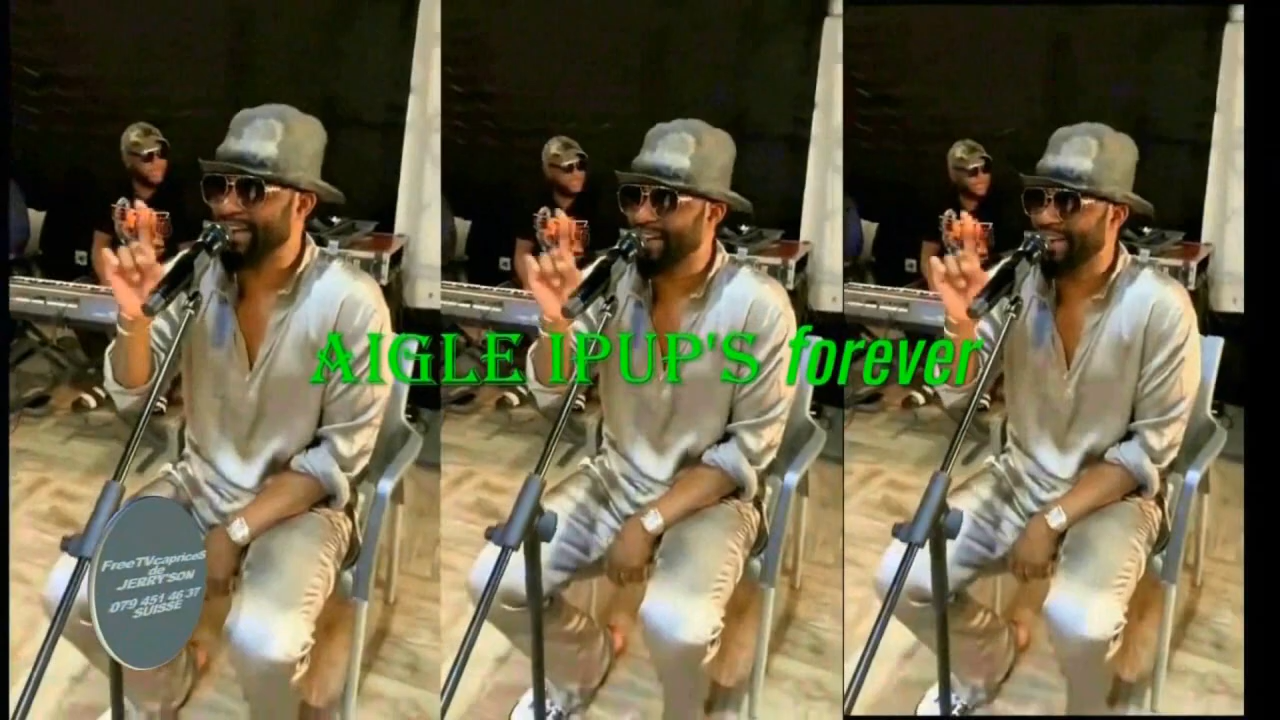 AIGLE IPUP'S forever
FreeTVcapriceS
de
JERRY'SON
079 451 46 37
SUISSE